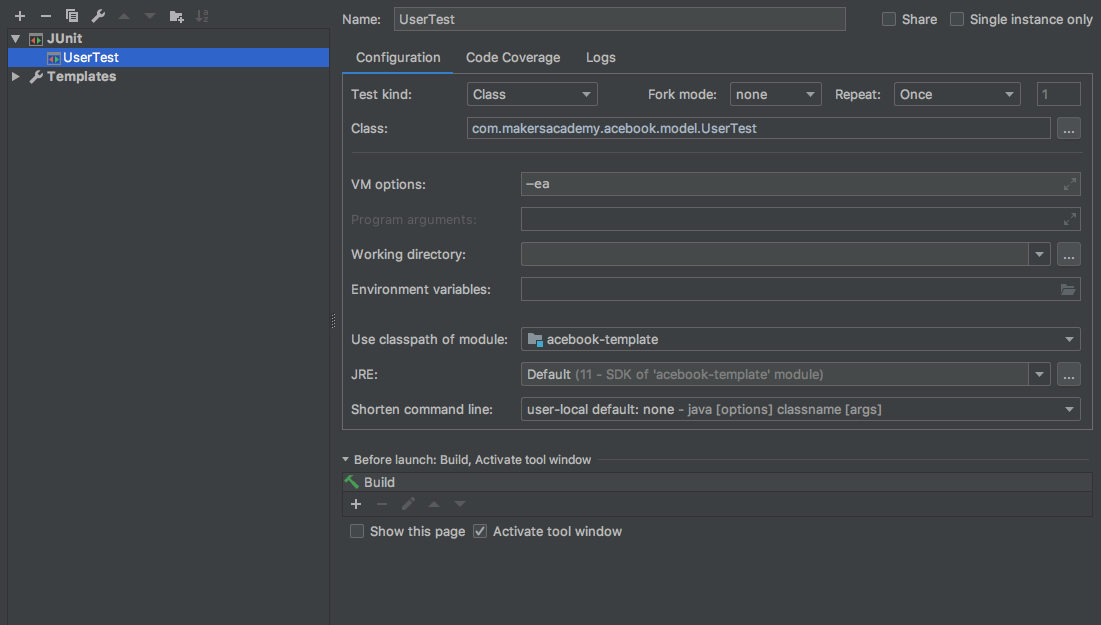 Name: UserTest Share Single instance only
JUnit
UserTest
Templates
Configuration Code Coverage Logs
Test kind: Class Fork mode: none Repeat: Once 1
Class: com.makersacademy.acebook.model.UserTest ...
VM options: –ea
Program arguments:
Working directory: ...
Environment variables:
Use classpath of module: acebook-template
JRE: Default (11 – SDK of 'acebook-template' module) ...
Shorten command line: user-local default: none – java [options] classname [args]
Before launch: Build, Activate tool window
Build
Show this page Activate tool window